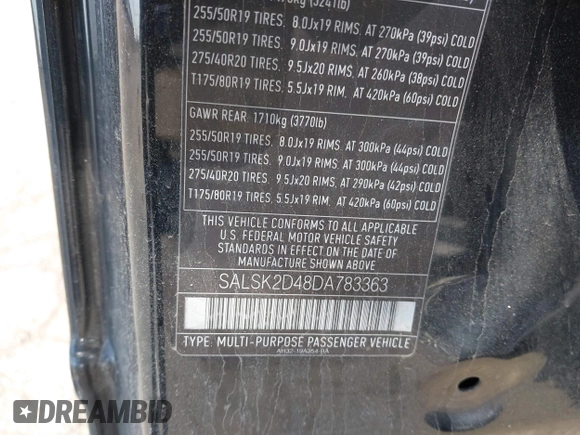 (3241lb)
255/50R19 TIRES, 8.0Jx19 RIMS, AT 270kPa (39psi) COLD
255/50R19 TIRES, 9.0Jx19 RIMS, AT 270kPa (39psi) COLD
275/40R20 TIRES, 9.5Jx20 RIMS, AT 260kPa (38psi) COLD
T175/80R19 TIRES, 5.5Jx19 RIM, AT 420kPa (60psi) COLD
GAWR REAR: 1710kg (3770lb)
255/50R19 TIRES, 8.0Jx19 RIMS, AT 300kPa (44psi) COLD
255/50R19 TIRES, 9.0Jx19 RIMS, AT 300kPa (44psi) COLD
275/40R20 TIRES, 9.5Jx20 RIMS, AT 290kPa (42psi) COLD
T175/80R19 TIRES, 5.5Jx19 RIM, AT 420kPa (60psi) COLD
THIS VEHICLE CONFORMS TO ALL APPLICABLE
U.S. FEDERAL MOTOR VEHICLE SAFETY
STANDARDS IN EFFECT ON THE DATE OF
MANUFACTURE SHOWN ABOVE.
SALSK2D48DA783363
TYPE: MULTI-PURPOSE PASSENGER VEHICLE
DREAMBID